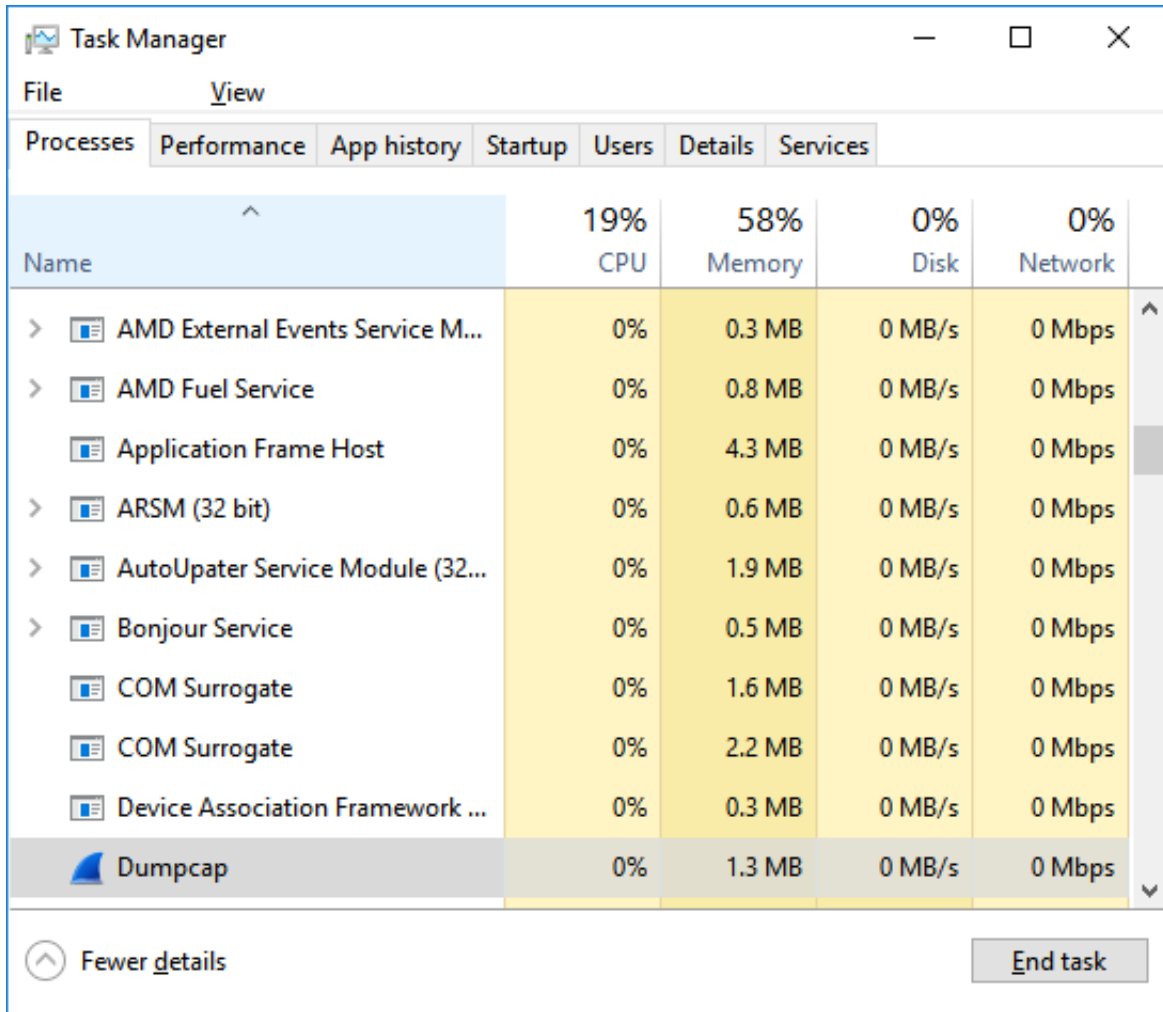 Task Manager
File View
Processes Performance App history Startup Users Details Services
19% 58% 0% 0%
Name CPU Memory Disk Network
AMD External Events Service M... 0% 0.3 MB 0 MB/s 0 Mbps
AMD Fuel Service 0% 0.8 MB 0 MB/s 0 Mbps
Application Frame Host 0% 4.3 MB 0 MB/s 0 Mbps
ARSM (32 bit) 0% 0.6 MB 0 MB/s 0 Mbps
AutoUpater Service Module (32... 0% 1.9 MB 0 MB/s 0 Mbps
Bonjour Service 0% 0.5 MB 0 MB/s 0 Mbps
COM Surrogate 0% 1.6 MB 0 MB/s 0 Mbps
COM Surrogate 0% 2.2 MB 0 MB/s 0 Mbps
Device Association Framework ... 0% 0.3 MB 0 MB/s 0 Mbps
Dumpcap 0% 1.3 MB 0 MB/s 0 Mbps
Fewer details End task